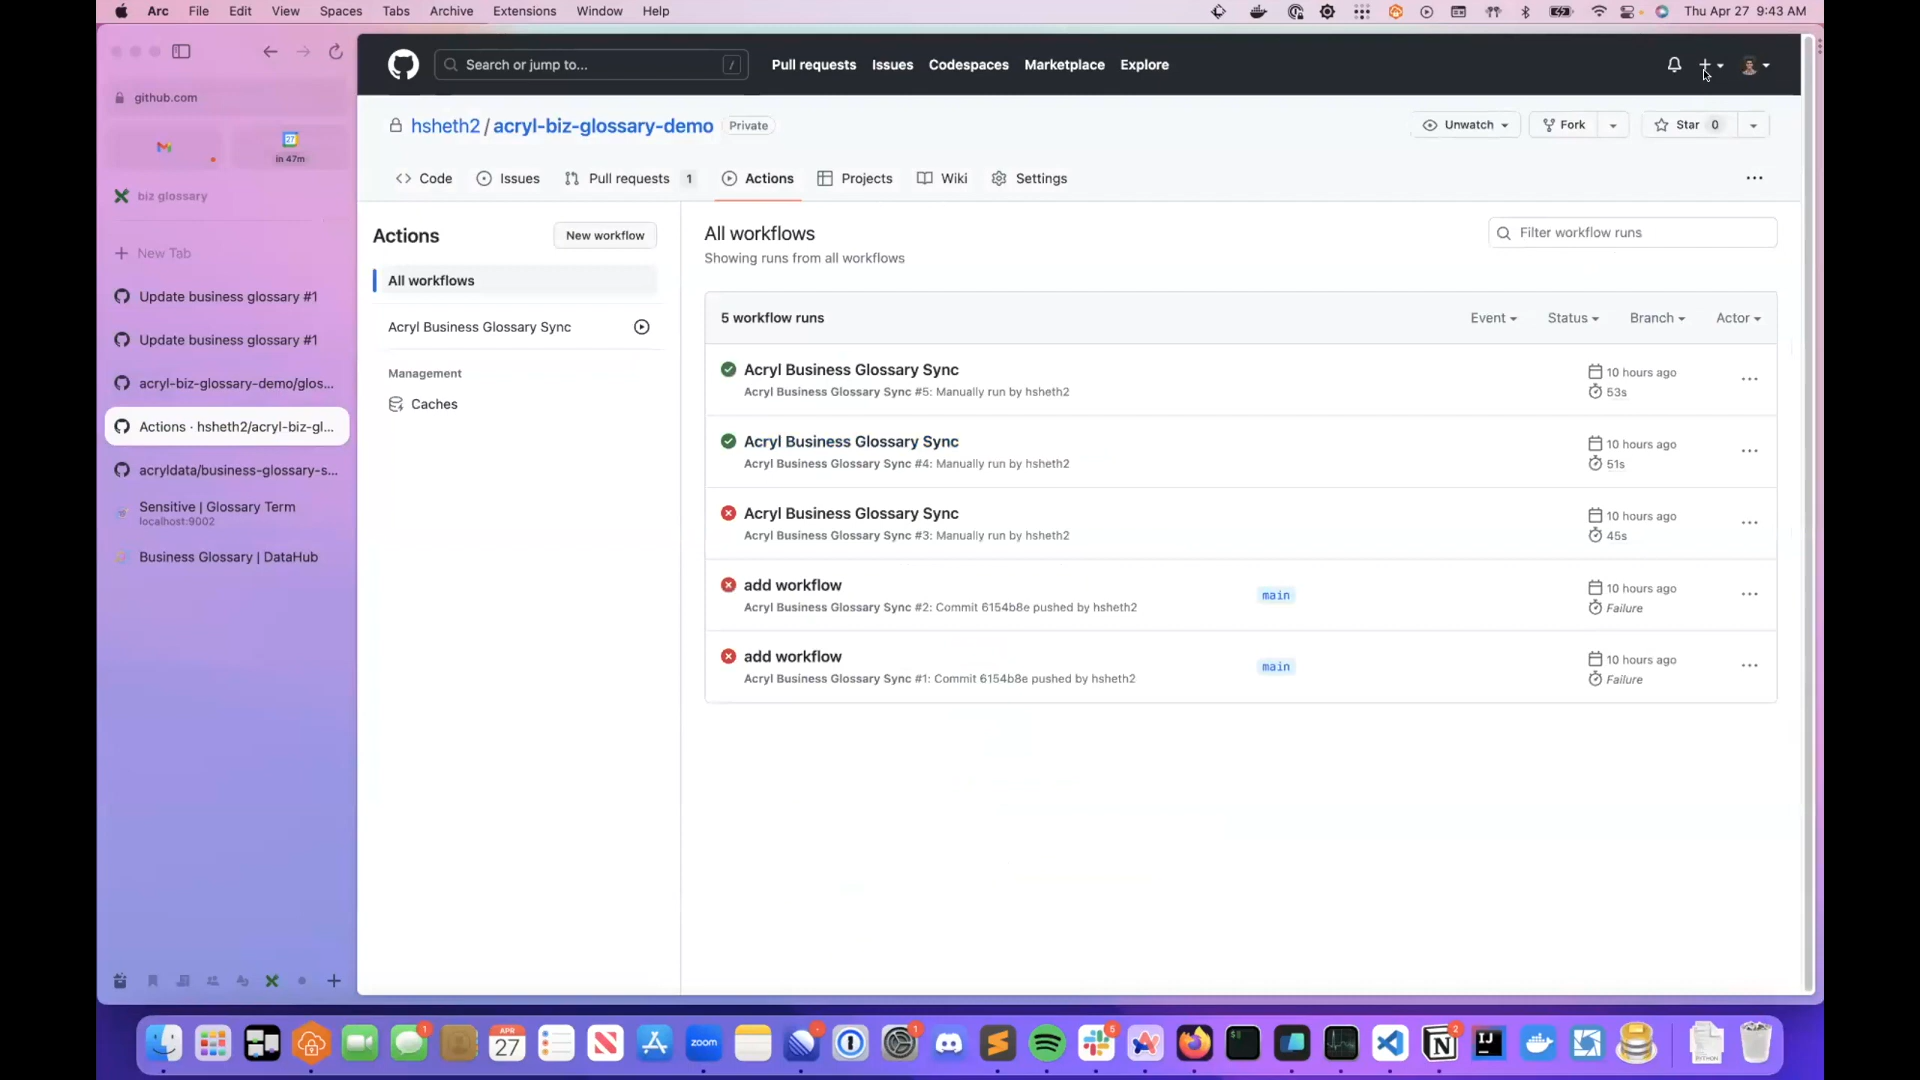 Arc File Edit View Spaces Tabs Archive Extensions Window Help
Thu Apr 27 9:43 AM
github.com
27
in 47m
biz glossary
New Tab
Update business glossary #1
Update business glossary #1
acryl-biz-glossary-demo/glos...
Actions · hsheth2/acryl-biz-gl...
acryldata/business-glossary-s...
Sensitive | Glossary Term
localhost:9002
Business Glossary | DataHub
Search or jump to... /
Pull requests Issues Codespaces Marketplace Explore
hsheth2 / acryl-biz-glossary-demo Private
Unwatch Fork Star 0
Code Issues Pull requests 1 Actions Projects Wiki Settings
Actions
New workflow
All workflows
Acryl Business Glossary Sync
Management
Caches
All workflows
Showing runs from all workflows
Filter workflow runs
5 workflow runs
Event Status Branch Actor
Acryl Business Glossary Sync
Acryl Business Glossary Sync #5: Manually run by hsheth2
10 hours ago
53s
Acryl Business Glossary Sync
Acryl Business Glossary Sync #4: Manually run by hsheth2
10 hours ago
51s
Acryl Business Glossary Sync
Acryl Business Glossary Sync #3: Manually run by hsheth2
10 hours ago
45s
add workflow
Acryl Business Glossary Sync #2: Commit 6154b8e pushed by hsheth2
main
10 hours ago
Failure
add workflow
Acryl Business Glossary Sync #1: Commit 6154b8e pushed by hsheth2
main
10 hours ago
Failure
1
APR
27
zoom
1
5
2
IJ
PYTHON